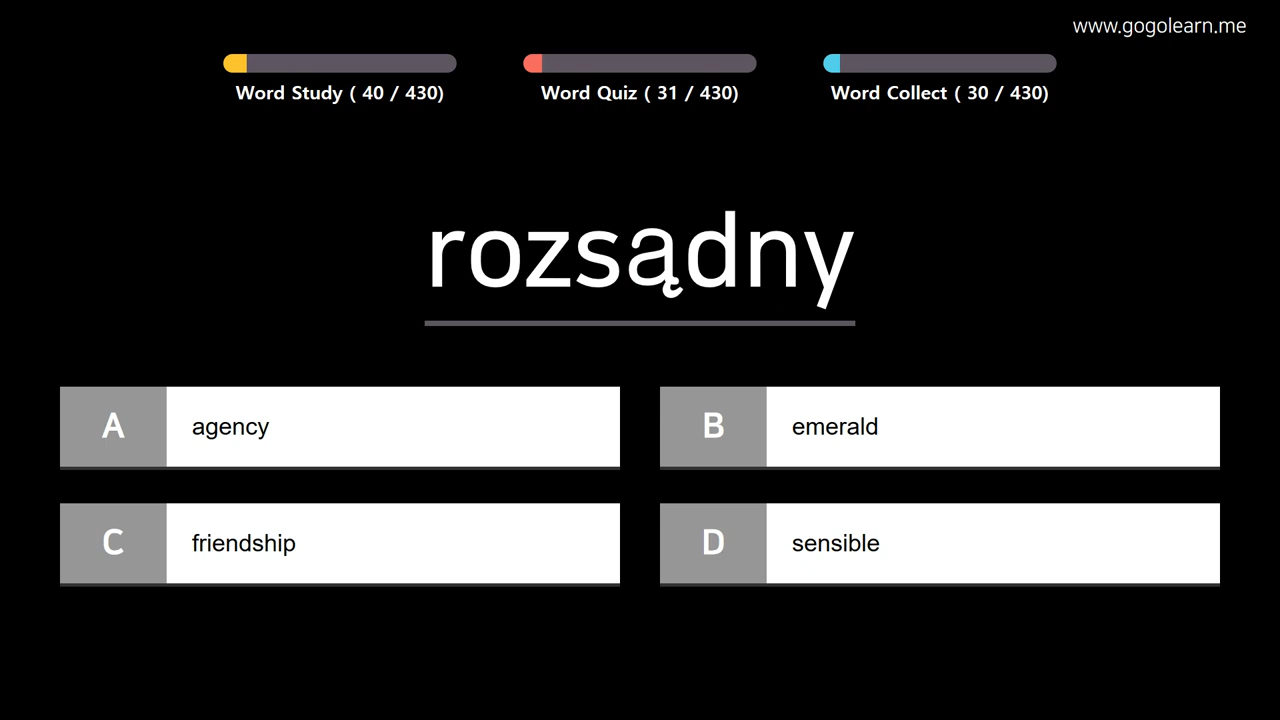 www.gogolearn.me
Word Study ( 40 / 430)
Word Quiz ( 31 / 430)
Word Collect ( 30 / 430)
rozsądny
A agency
B emerald
C friendship
D sensible